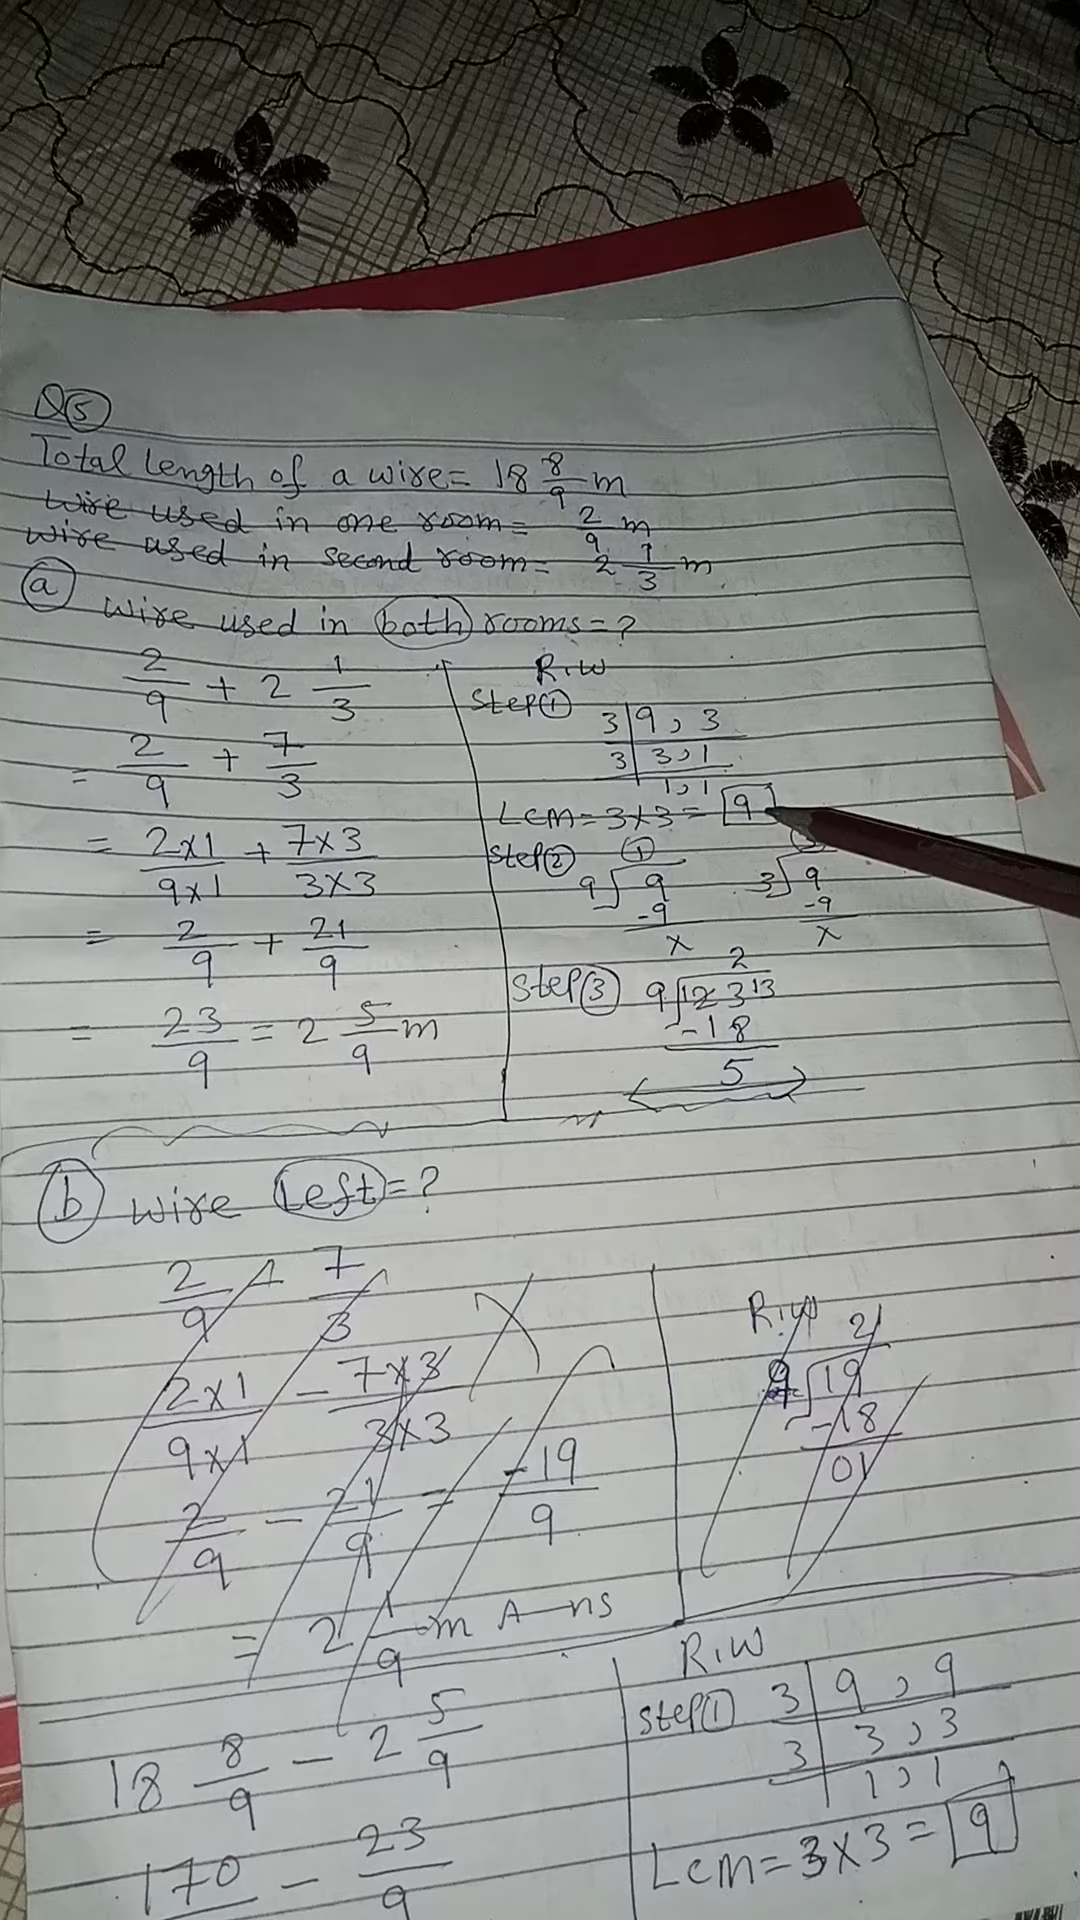 Q5
Total Length of a wire= 18 8/9 m
wire used in one room= 2/9 m
wire used in second room= 2 1/3 m
(a) wire used in both rooms=?
2/9 + 2 1/3
= 2/9 + 7/3
= 2×1/9×1 + 7×3/3×3
= 2/9 + 21/9
= 23/9 = 2 5/9 m
R.W
Step(1)
3|9, 3
3|3, 1
1, 1
LCM=3×3=9
Step(2)
1
9)9
-9
×
3)9
-9
×
Step(3)
2
9)12 3 13
-18
5
(b) wire Left=?
2/9 - 7/3
2×1/9×1 - 7×3/3×3
2/9 - 21/9 = -19/9
= 2 1/9 m Ans
R.W
2
9)19
-18
01
18 8/9 - 2 5/9
170 - 23/9
R.W
Step(1)
3|9, 9
3|3, 3
1, 1
LCM=3×3=9